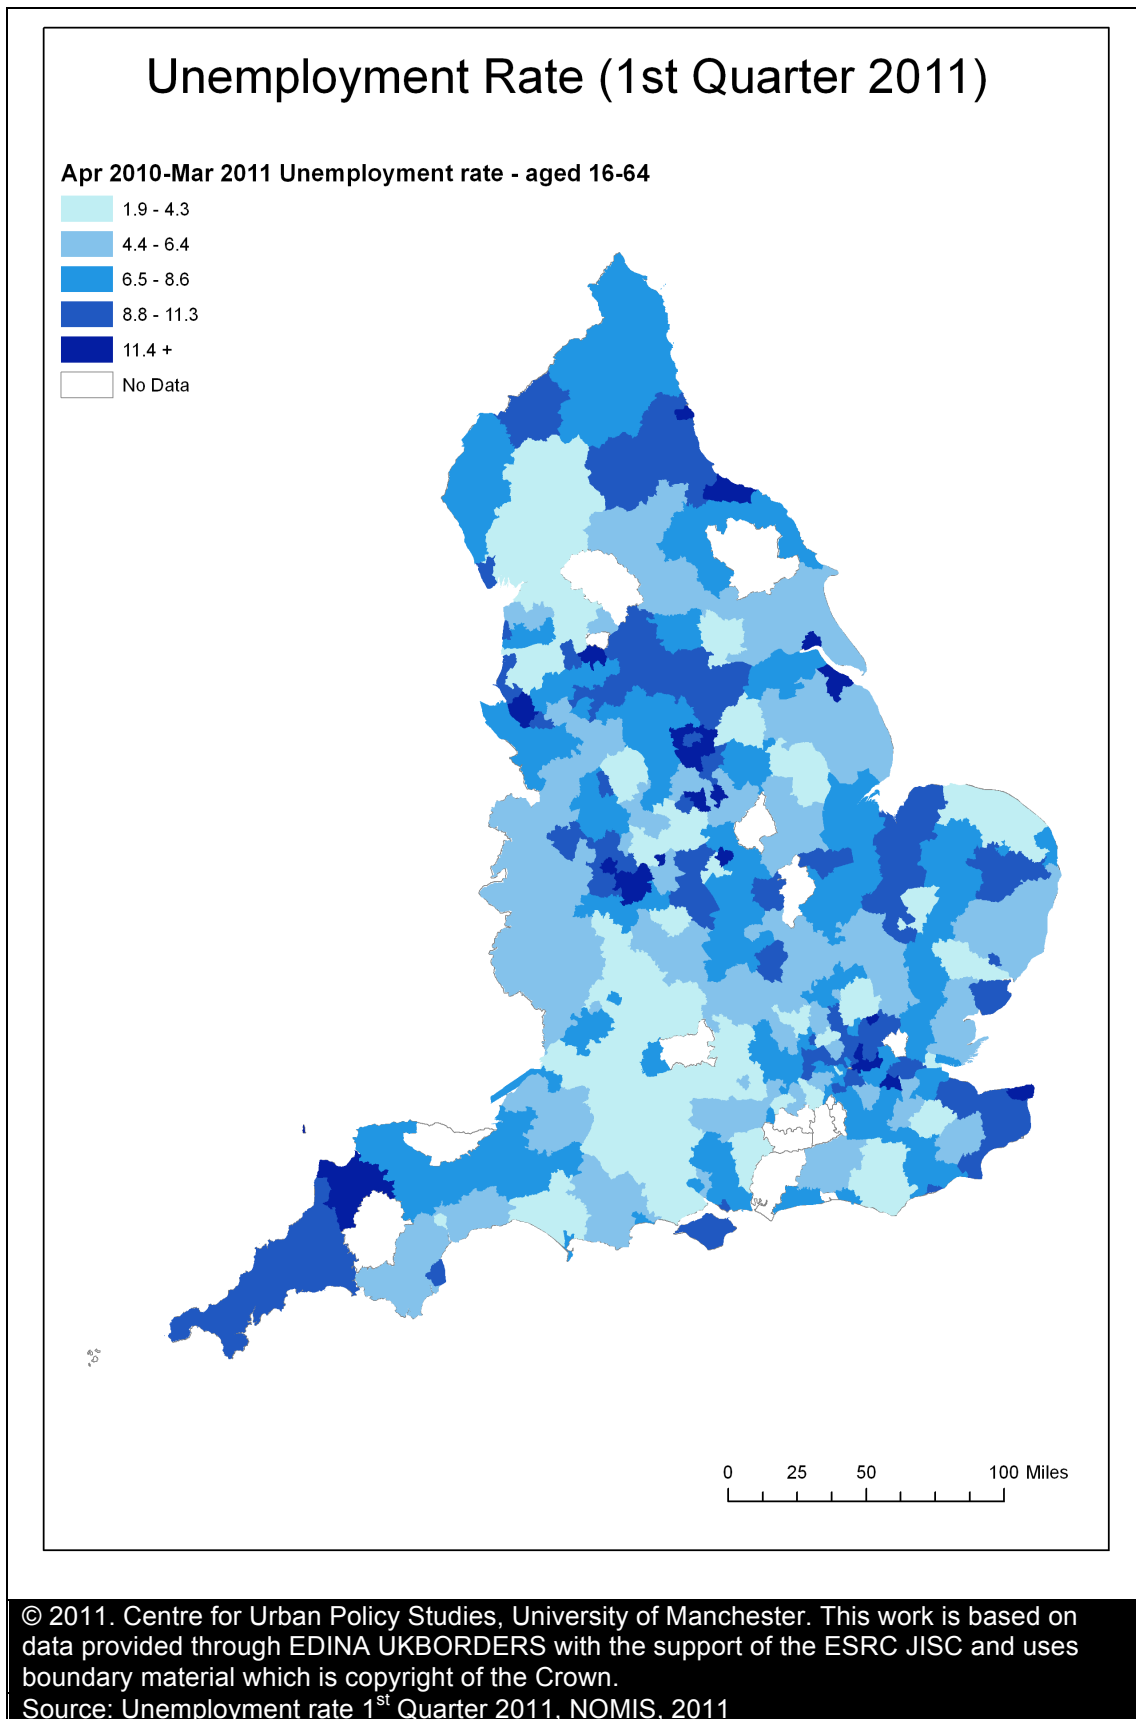 Unemployment Rate (1st Quarter 2011)
Apr 2010-Mar 2011 Unemployment rate - aged 16-64
1.9 - 4.3
4.4 - 6.4
6.5 - 8.6
8.8 - 11.3
11.4 +
No Data
0 25 50 100 Miles
© 2011. Centre for Urban Policy Studies, University of Manchester. This work is based on
data provided through EDINA UKBORDERS with the support of the ESRC JISC and uses
boundary material which is copyright of the Crown.
Source: Unemployment rate 1st Quarter 2011, NOMIS, 2011